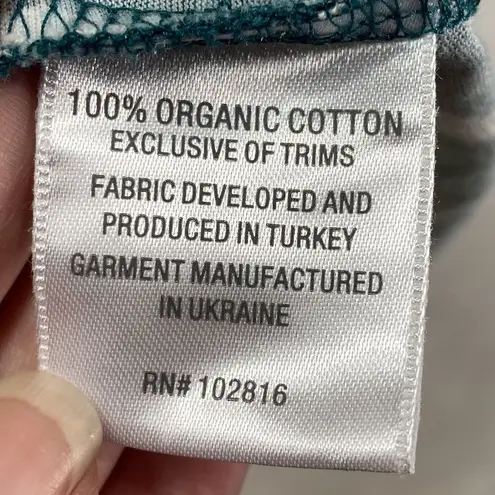 100% ORGANIC COTTON
EXCLUSIVE OF TRIMS
FABRIC DEVELOPED AND
PRODUCED IN TURKEY
GARMENT MANUFACTURED
IN UKRAINE
RN# 102816